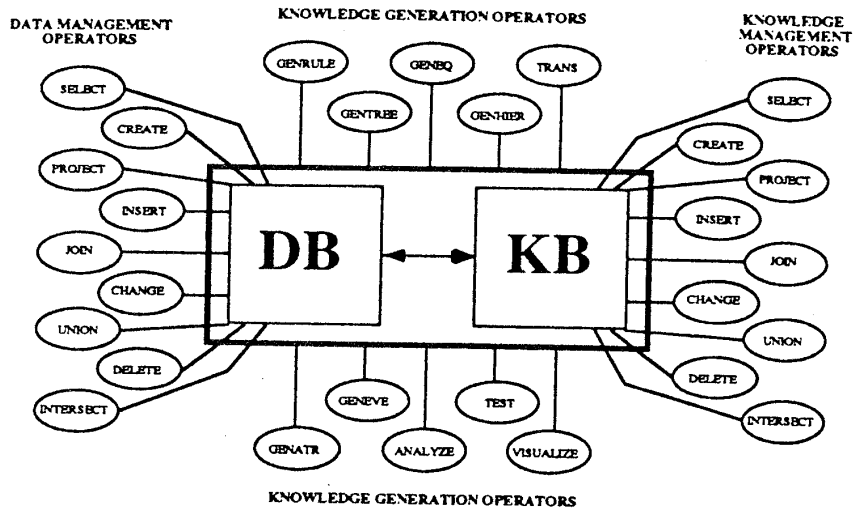 KNOWLEDGE GENERATION OPERATORS
DATA MANAGEMENT
OPERATORS
KNOWLEDGE
MANAGEMENT
OPERATORS
GENRULE
GENEQ
TRANS
GENTREE
GENHIER
SELECT
CREATE
PROJECT
INSERT
JOIN
CHANGE
UNION
DELETE
INTERSECT
DB
KB
SELECT
CREATE
PROJECT
INSERT
JOIN
CHANGE
UNION
DELETE
INTERSECT
GENEVE
TEST
GENATR
ANALYZE
VISUALIZE
KNOWLEDGE GENERATION OPERATORS